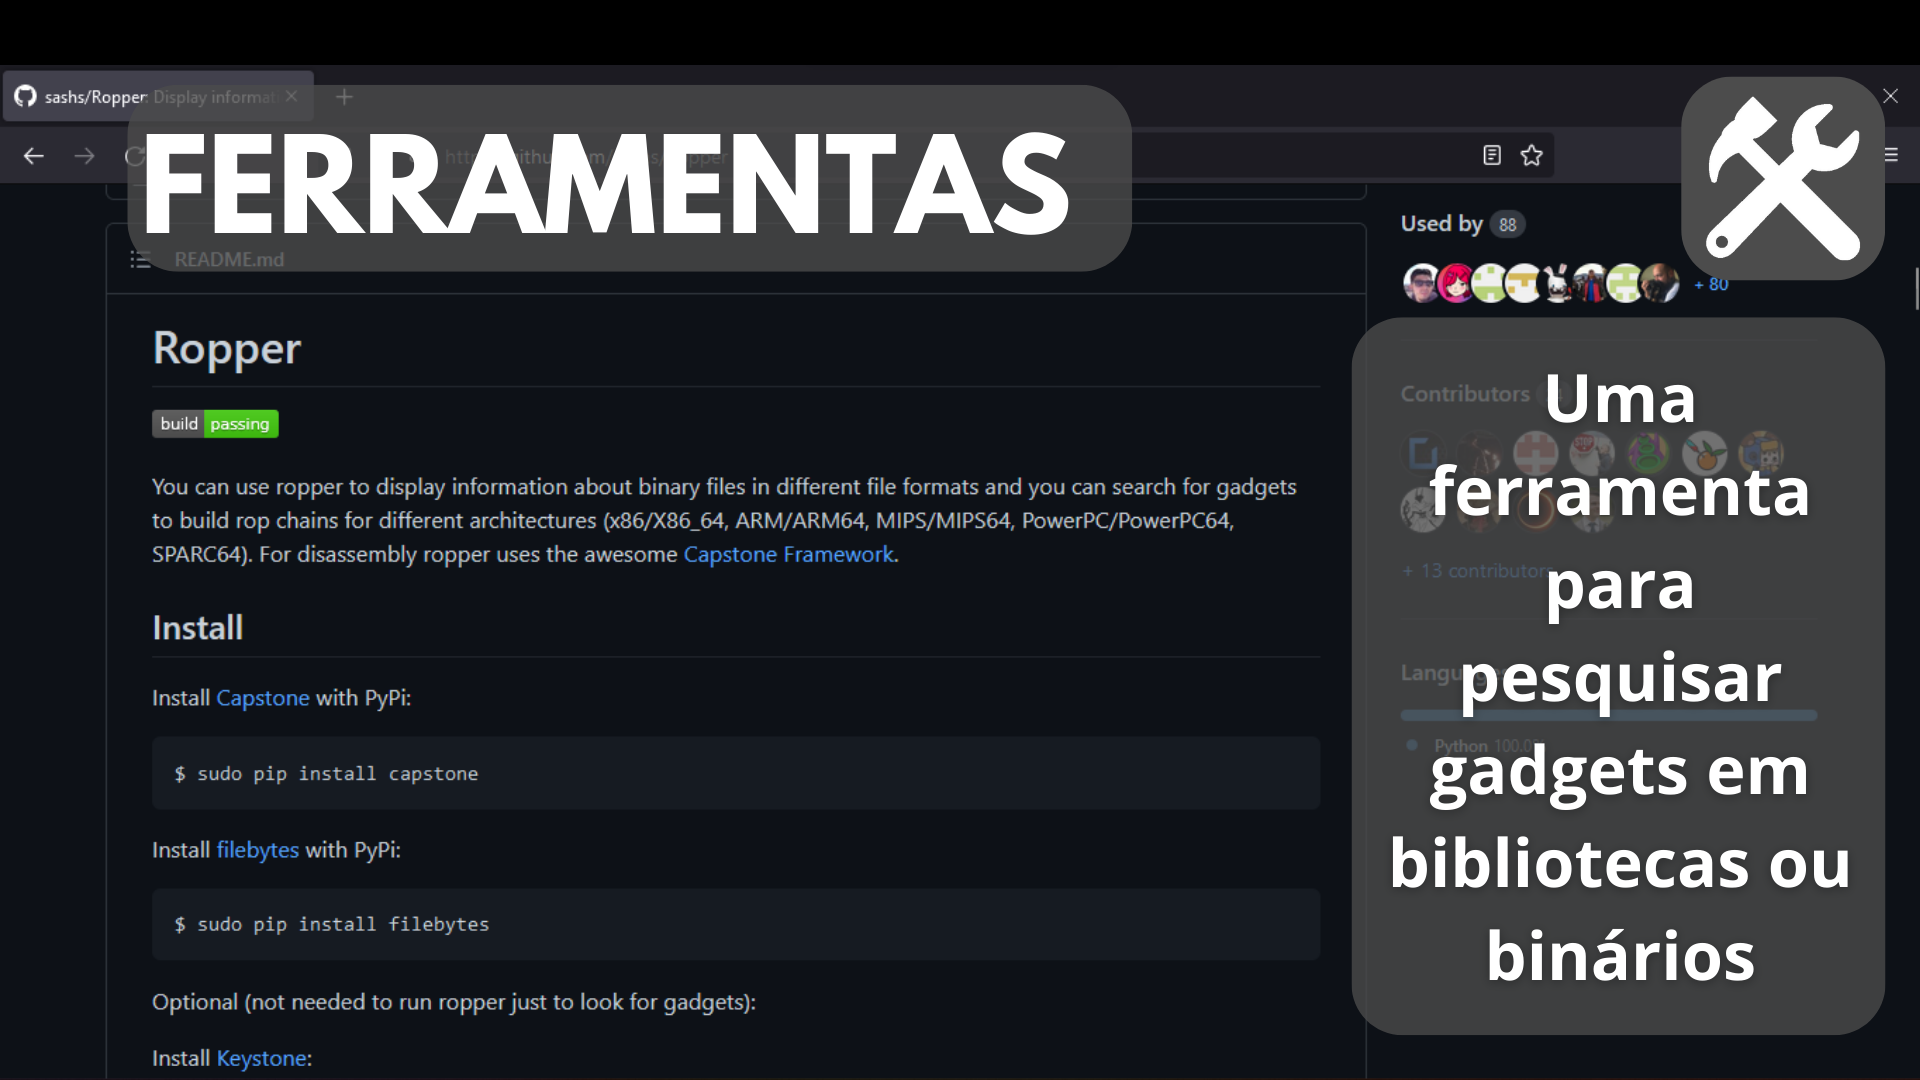 sashs/Ropper: Display informati
FERRAMENTAS
README.md
Used by 88
+ 80
Ropper
build passing
You can use ropper to display information about binary files in different file formats and you can search for gadgets
to build rop chains for different architectures (x86/X86_64, ARM/ARM64, MIPS/MIPS64, PowerPC/PowerPC64,
SPARC64). For disassembly ropper uses the awesome Capstone Framework.
Install
Install Capstone with PyPi:
$ sudo pip install capstone
Install filebytes with PyPi:
$ sudo pip install filebytes
Optional (not needed to run ropper just to look for gadgets):
Install Keystone:
Contributors
+ 13 contributors
Python
Uma
ferramenta
para
pesquisar
gadgets em
bibliotecas ou
binários